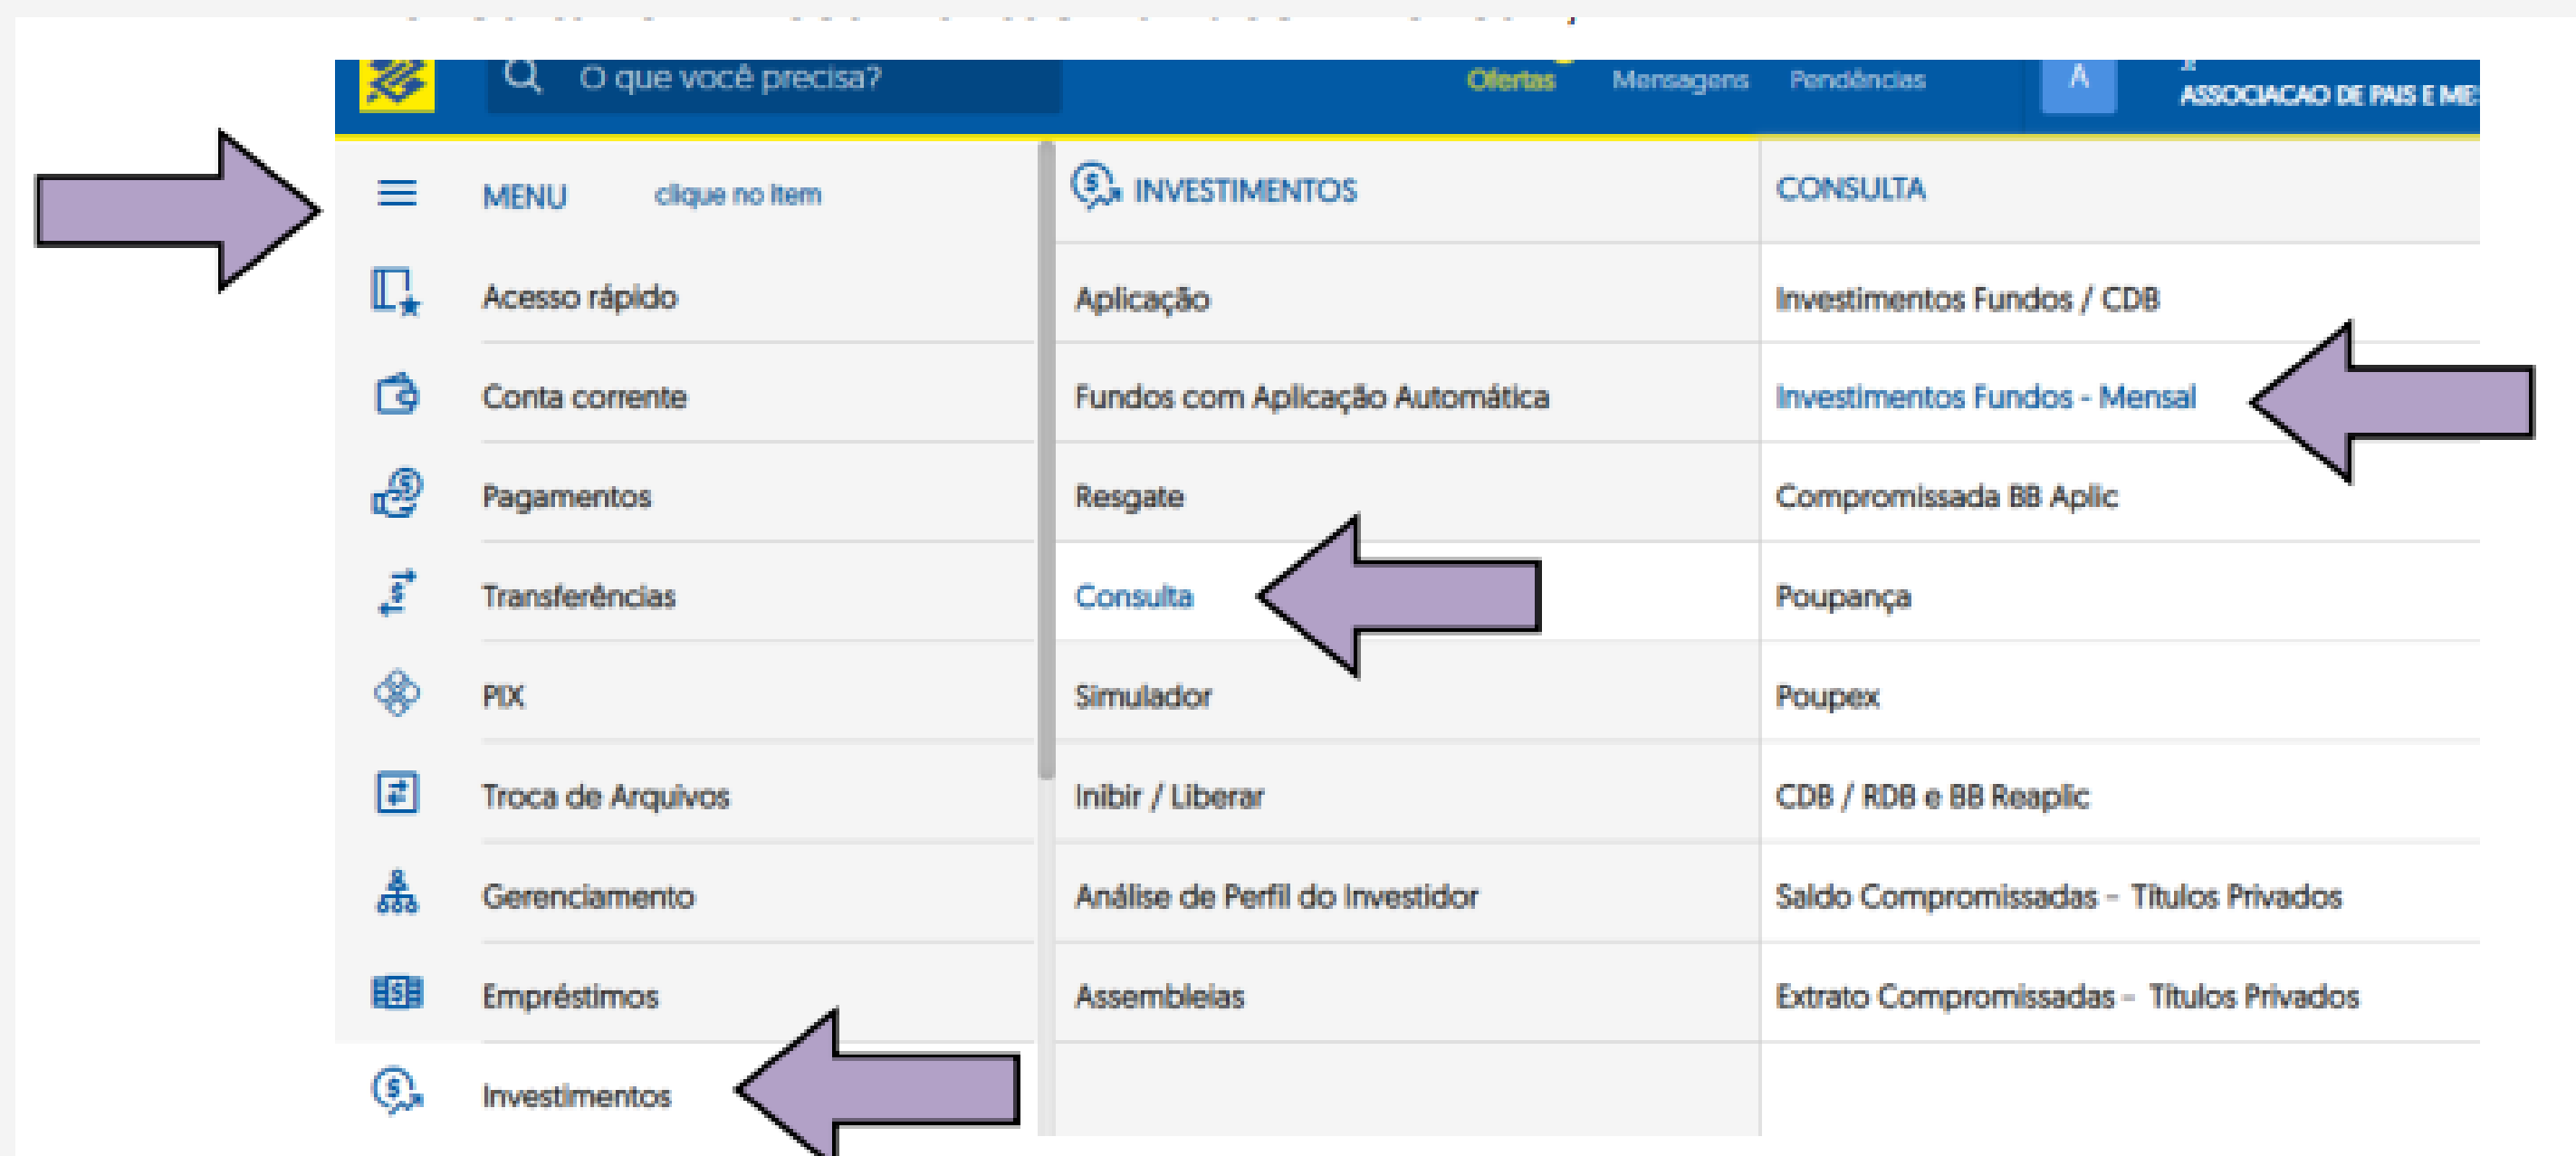 O que você precisa?
Ofertas
Mensagens
Pendências
A
ASSOCIACAO DE PAIS E
MENU clique no item
Acesso rápido
Conta corrente
Pagamentos
Transferências
PIX
Troca de Arquivos
Gerenciamento
Empréstimos
Investimentos
INVESTIMENTOS
Aplicação
Fundos com Aplicação Automática
Resgate
Consulta
Simulador
Inibir / Liberar
Análise de Perfil do Investidor
Assembleias
CONSULTA
Investimentos Fundos / CDB
Investimentos Fundos - Mensal
Compromissada BB Aplic
Poupança
Poupex
CDB / RDB e BB Reaplic
Saldo Compromissadas - Títulos Privados
Extrato Compromissadas - Títulos Privados